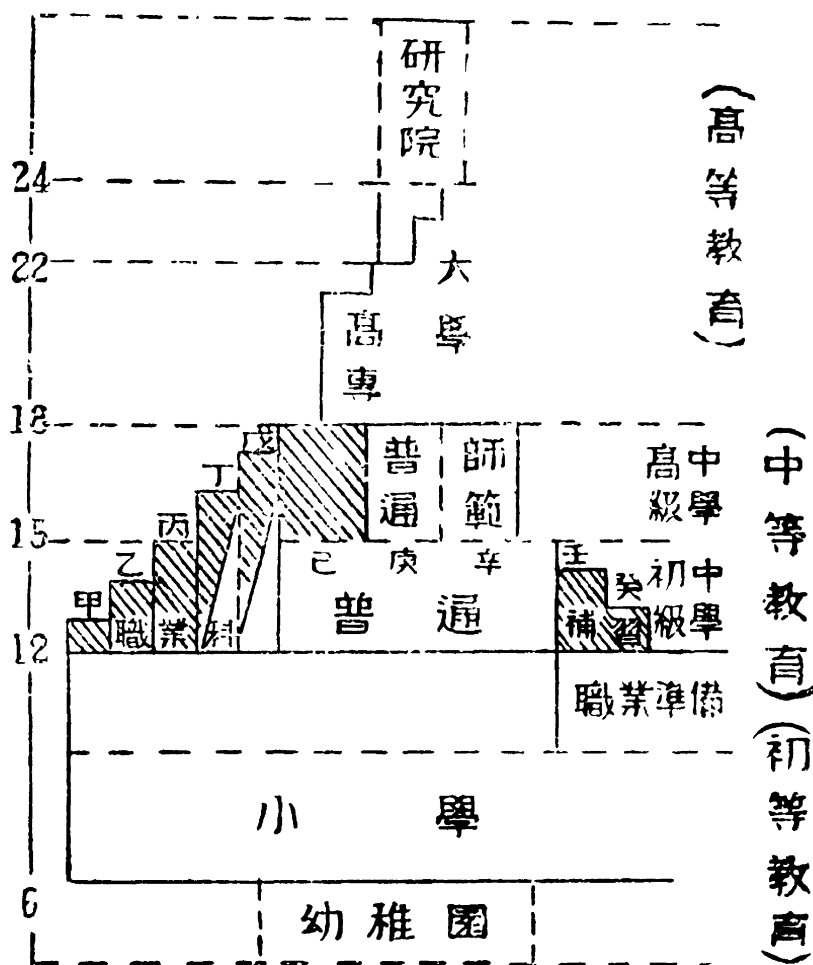 研究院
24
22
大學
高專
18
15
12
6
丁
戊
丙
乙
甲
普通
師範
高級中學
己 庚 辛
壬
癸
初級中學
職業科
普通
補習
職業準備
小學
幼稚園
(高等教育)
(中等教育)
(初等教育)